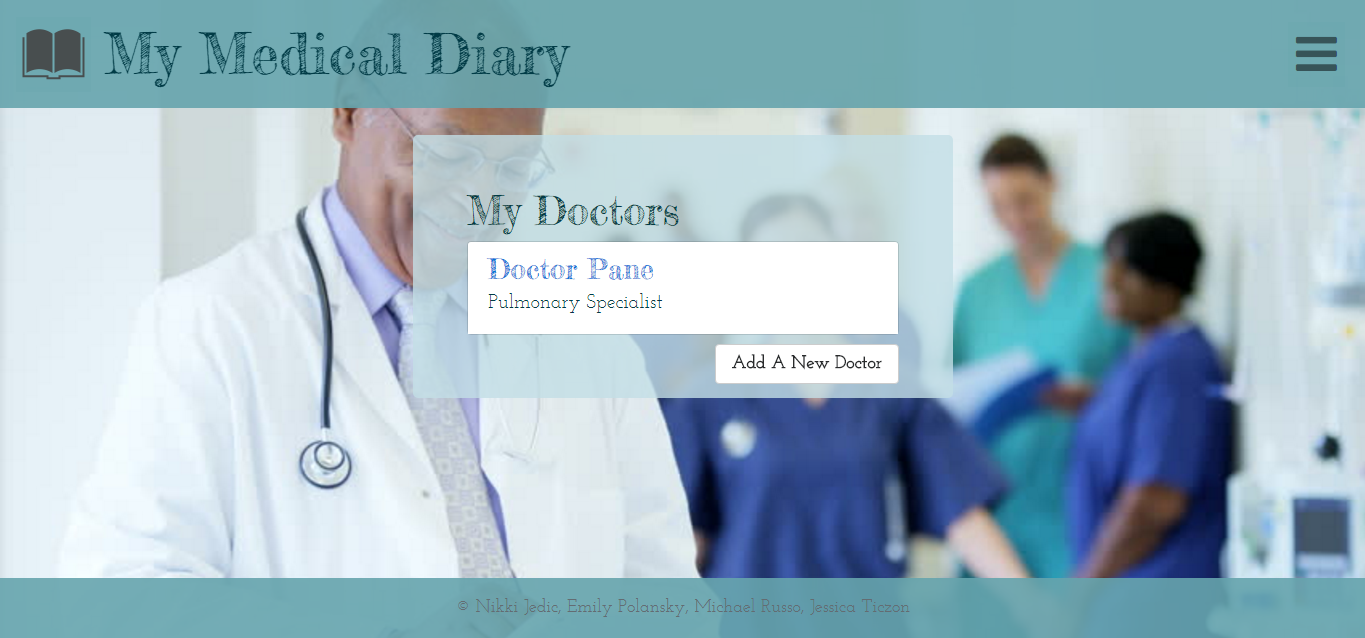 My Medical Diary
My Doctors
Doctor Pane
Pulmonary Specialist
Add A New Doctor
© Nikki Jedic, Emily Polansky, Michael Russo, Jessica Ticzon